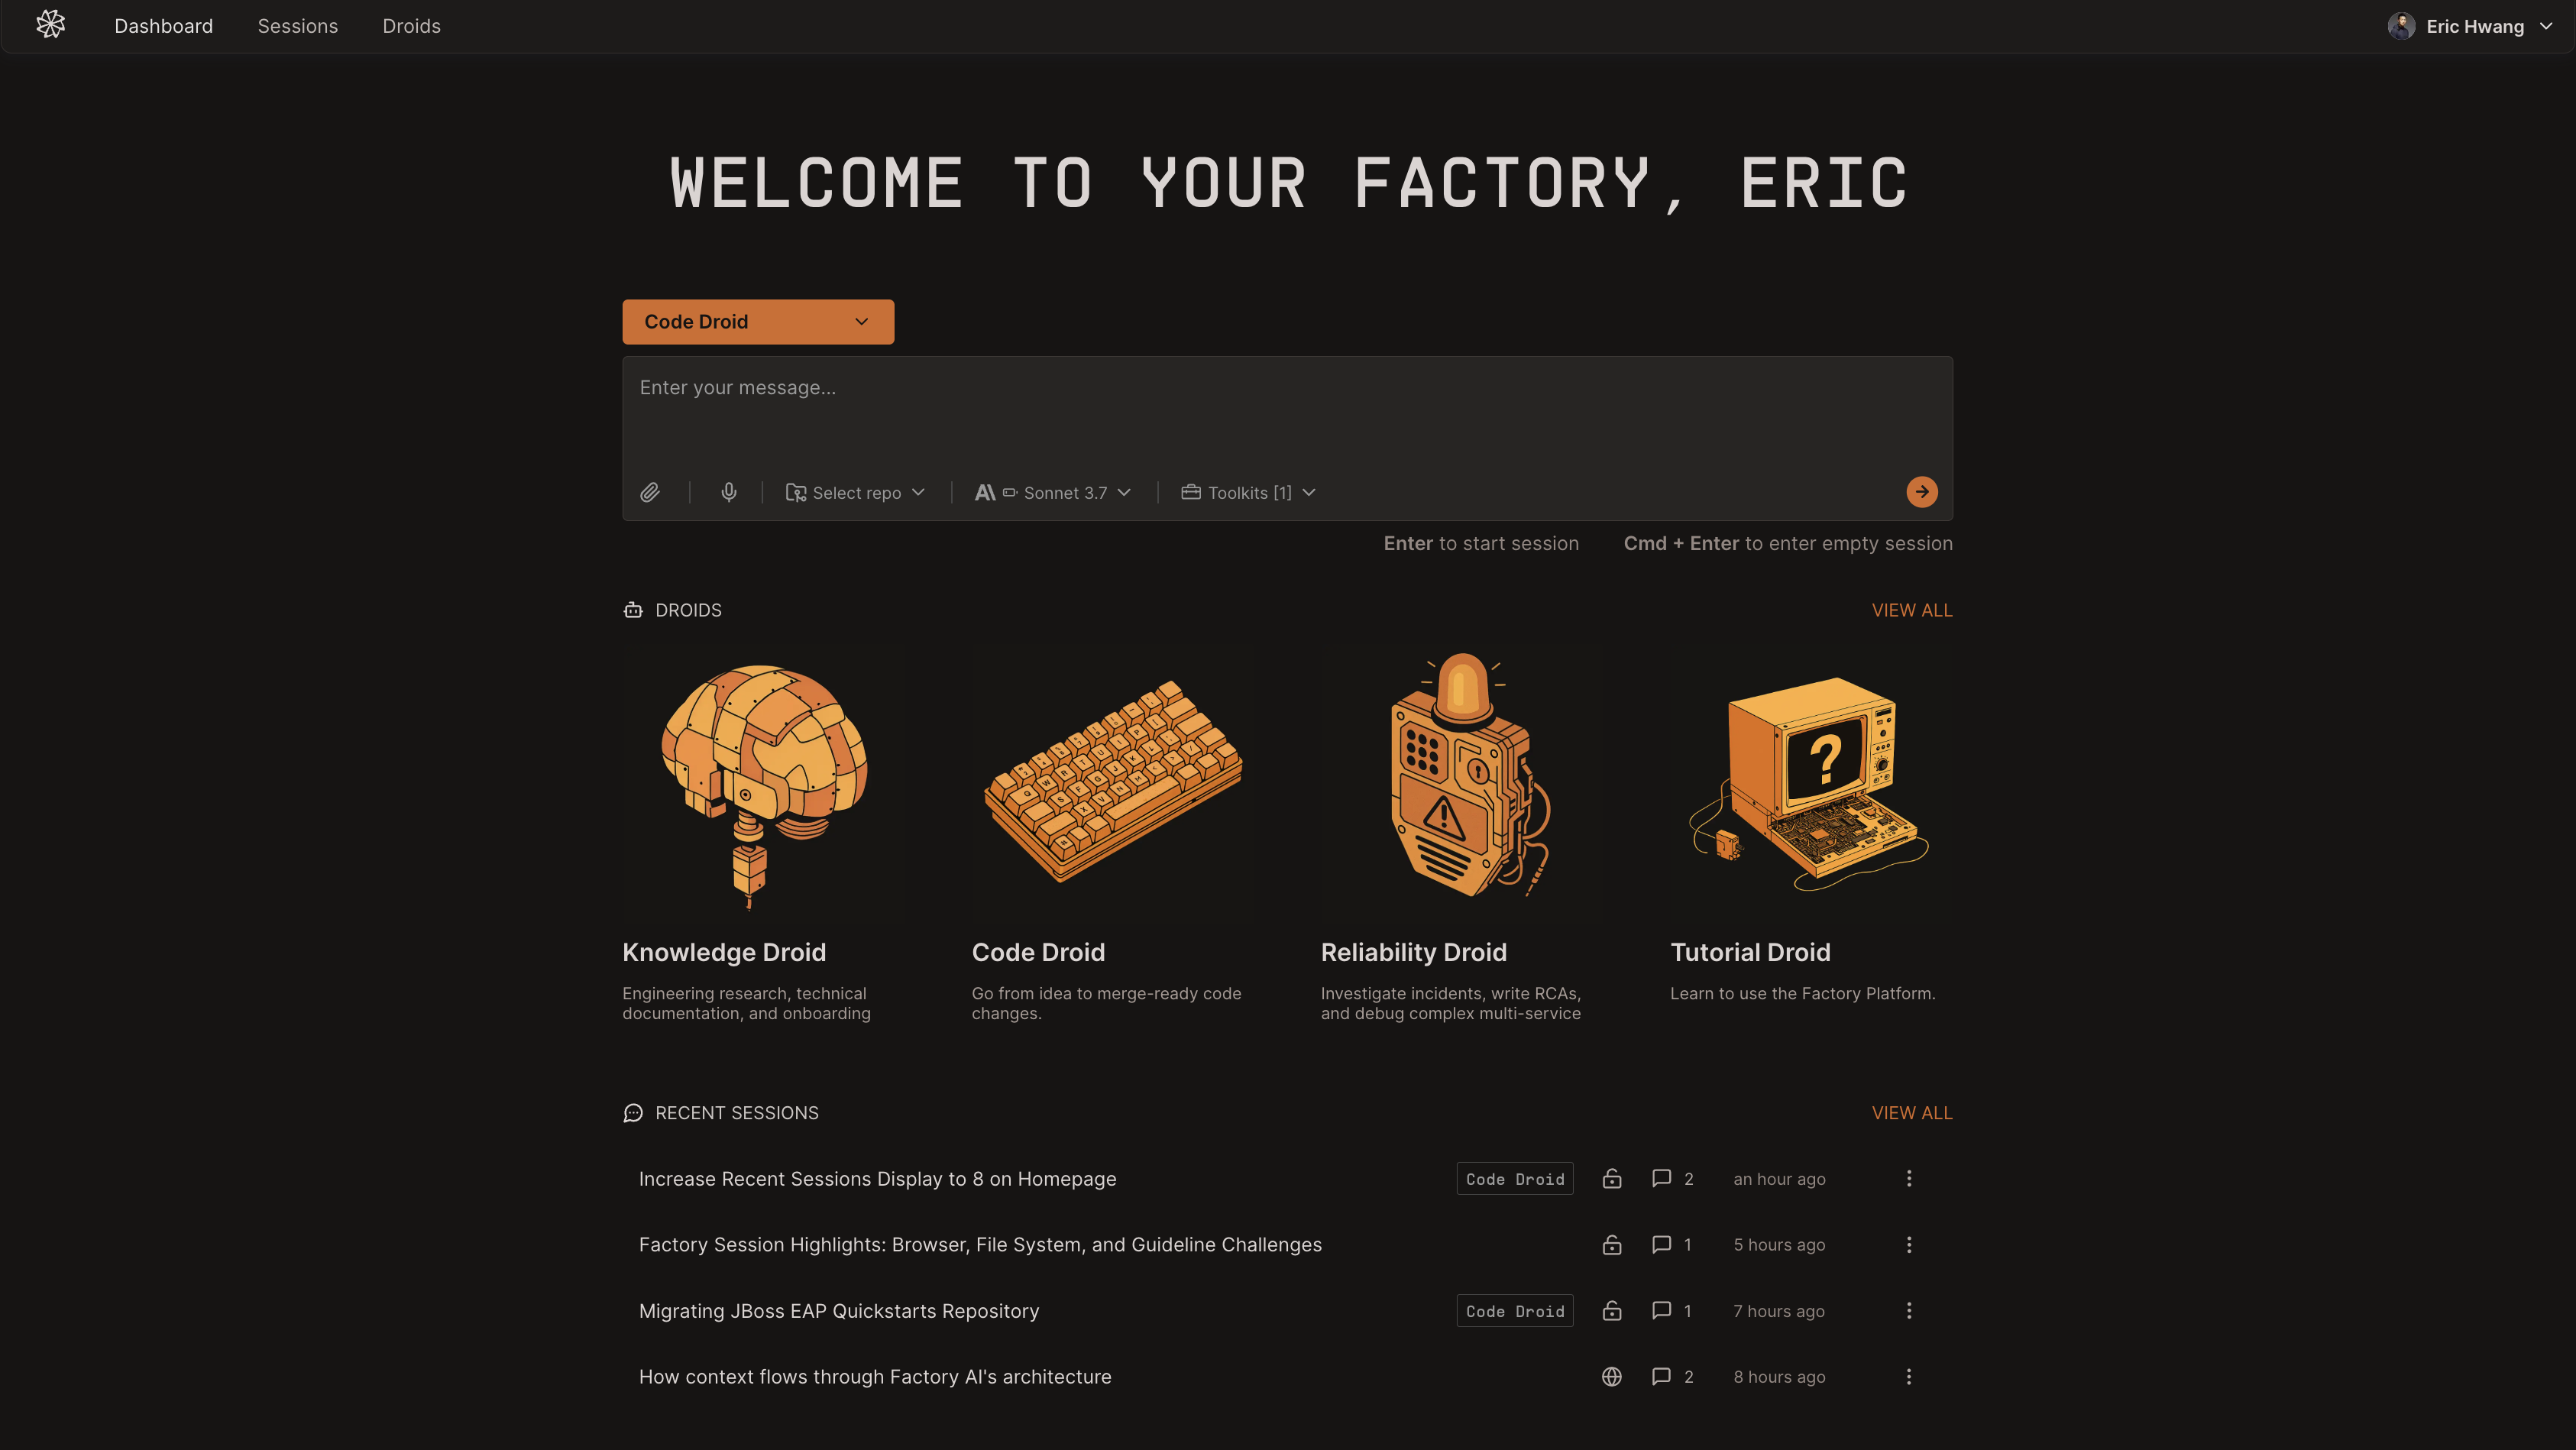 Dashboard Sessions Droids Eric Hwang
WELCOME TO YOUR FACTORY, ERIC
Code Droid
Enter your message...
Select repo Sonnet 3.7 Toolkits [1]
Enter to start session Cmd + Enter to enter empty session
DROIDS VIEW ALL
?
Knowledge Droid
Engineering research, technical
documentation, and onboarding
Code Droid
Go from idea to merge-ready code
changes.
Reliability Droid
Investigate incidents, write RCAs,
and debug complex multi-service
Tutorial Droid
Learn to use the Factory Platform.
RECENT SESSIONS VIEW ALL
Increase Recent Sessions Display to 8 on Homepage Code Droid 2 an hour ago
Factory Session Highlights: Browser, File System, and Guideline Challenges 1 5 hours ago
Migrating JBoss EAP Quickstarts Repository Code Droid 1 7 hours ago
How context flows through Factory AI's architecture 2 8 hours ago